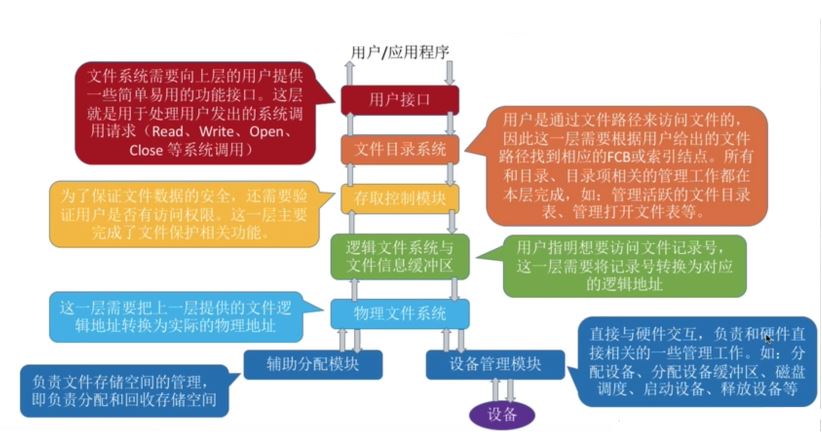 用户/应用程序
文件系统需要向上层的用户提供
一些简单易用的功能接口。这层
就是用于处理用户发出的系统调
用请求（Read、Write、Open、
Close 等系统调用）
用户接口
文件目录系统
用户是通过文件路径来访问文件的，
因此这一层需要根据用户给出的文件
路径找到相应的FCB或索引结点。所有
和目录、目录项相关的管理工作都在
本层完成，如：管理活跃的文件目录
表、管理打开文件表等。
为了保证文件数据的安全，还需要验
证用户是否有访问权限。这一层主要
完成了文件保护相关功能。
存取控制模块
逻辑文件系统与
文件信息缓冲区
用户指明想要访问文件记录号，
这一层需要将记录号转换为对应
的逻辑地址
这一层需要把上一层提供的文件逻
辑地址转换为实际的物理地址
物理文件系统
辅助分配模块
设备管理模块
直接与硬件交互，负责和硬件直
接相关的一些管理工作。如：分
配设备、分配设备缓冲区、磁盘
调度、启动设备、释放设备等
负责文件存储空间的管理，
即负责分配和回收存储空间
设备